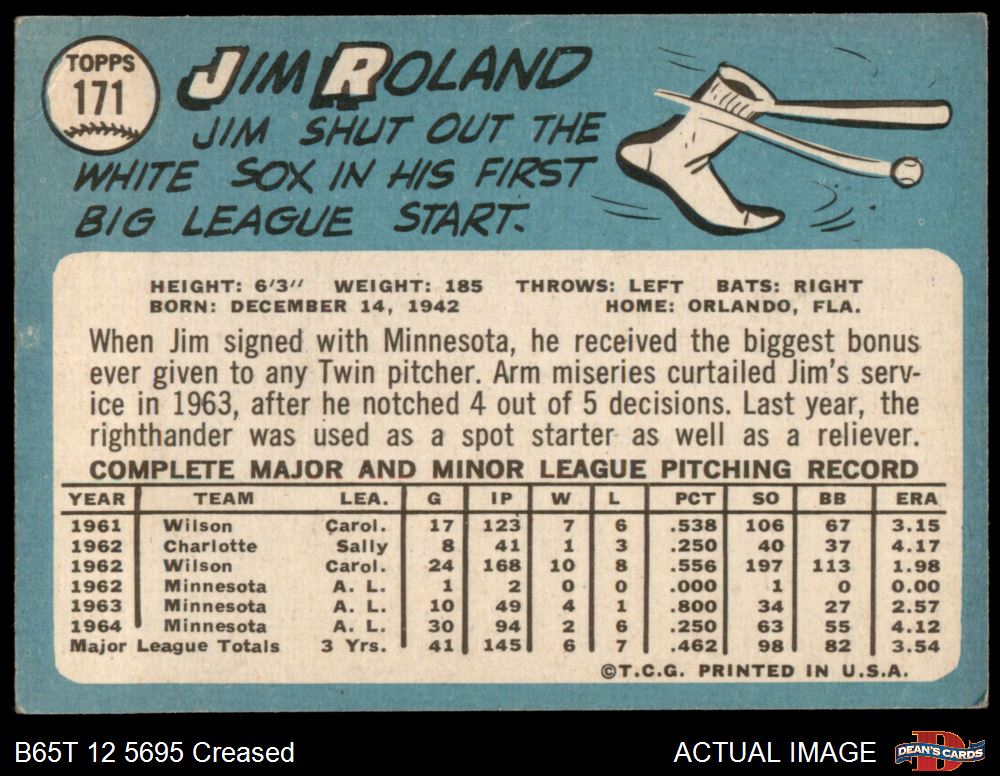 TOPPS
171
JIM ROLAND
JIM SHUT OUT THE
WHITE SOX IN HIS FIRST
BIG LEAGUE START.
HEIGHT: 6'3" WEIGHT: 185 THROWS: LEFT BATS: RIGHT
BORN: DECEMBER 14, 1942 HOME: ORLANDO, FLA.
When Jim signed with Minnesota, he received the biggest bonus
ever given to any Twin pitcher. Arm miseries curtailed Jim's serv-
ice in 1963, after he notched 4 out of 5 decisions. Last year, the
righthander was used as a spot starter as well as a reliever.
COMPLETE MAJOR AND MINOR LEAGUE PITCHING RECORD
YEAR TEAM LEA. G IP W L PCT SO BB ERA
1961 Wilson Carol. 17 123 7 6 .538 106 67 3.15
1962 Charlotte Sally 8 41 1 3 .250 40 37 4.17
1962 Wilson Carol. 24 168 10 8 .556 197 113 1.98
1962 Minnesota A. L. 1 2 0 0 .000 1 0 0.00
1963 Minnesota A. L. 10 49 4 1 .800 34 27 2.57
1964 Minnesota A. L. 30 94 2 6 .250 63 55 4.12
Major League Totals 3 Yrs. 41 145 6 7 .462 98 82 3.54
©T.C.G. PRINTED IN U.S.A.
B65T 12 5695 Creased
ACTUAL IMAGE
DEAN'S CARDS